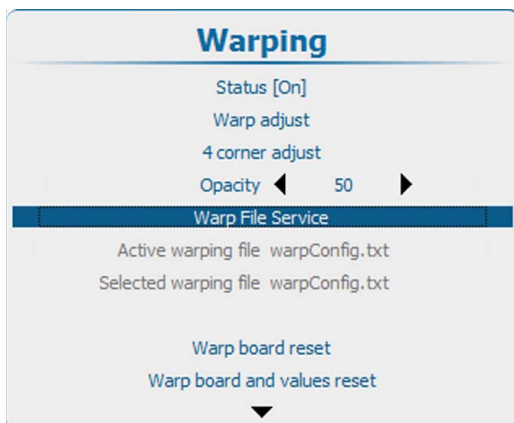 Warping
Status [On]
Warp adjust
4 corner adjust
Opacity 50
Warp File Service
Active warping file warpConfig.txt
Selected warping file warpConfig.txt
Warp board reset
Warp board and values reset